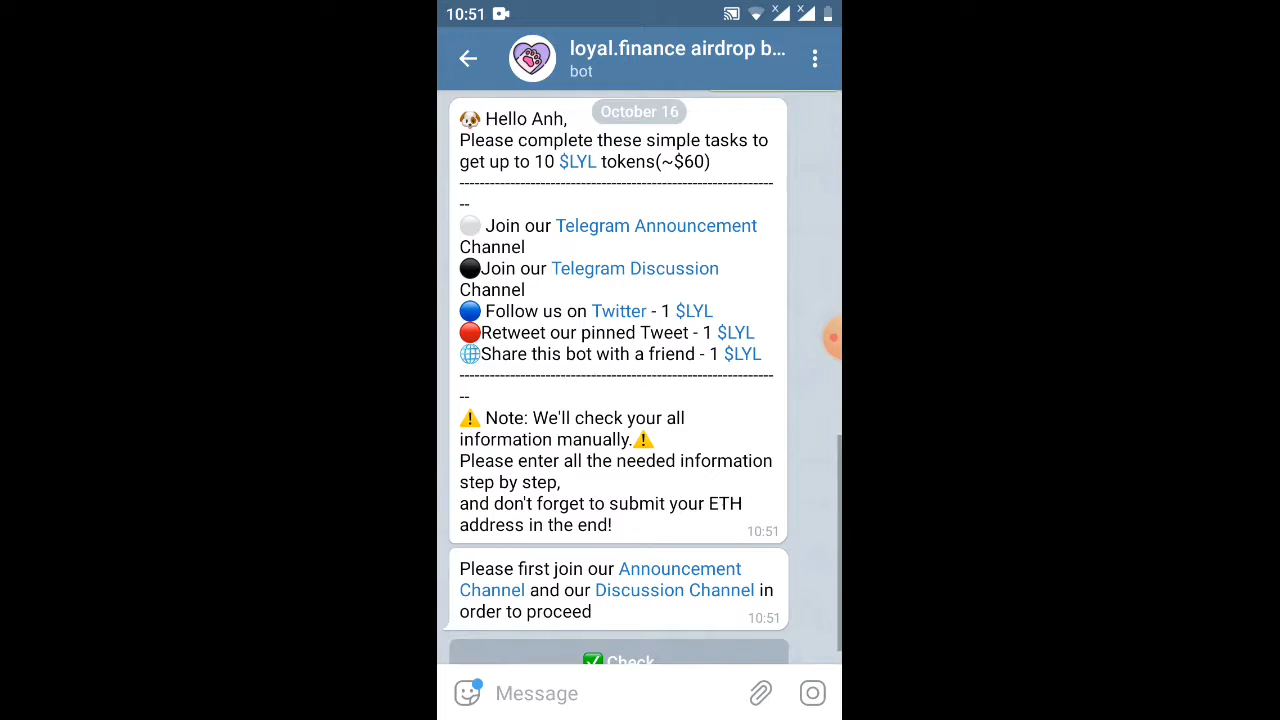 10:51
loyal.finance airdrop b...
bot
October 16
Hello Anh,
Please complete these simple tasks to
get up to 10 $LYL tokens(~$60)
--------------------------------------------------------------
--
Join our Telegram Announcement
Channel
Join our Telegram Discussion
Channel
Follow us on Twitter - 1 $LYL
Retweet our pinned Tweet - 1 $LYL
Share this bot with a friend - 1 $LYL
--------------------------------------------------------------
--
Note: We'll check your all
information manually.
Please enter all the needed information
step by step,
and don't forget to submit your ETH
address in the end!
10:51
Please first join our Announcement
Channel and our Discussion Channel in
order to proceed
10:51
Check
Message